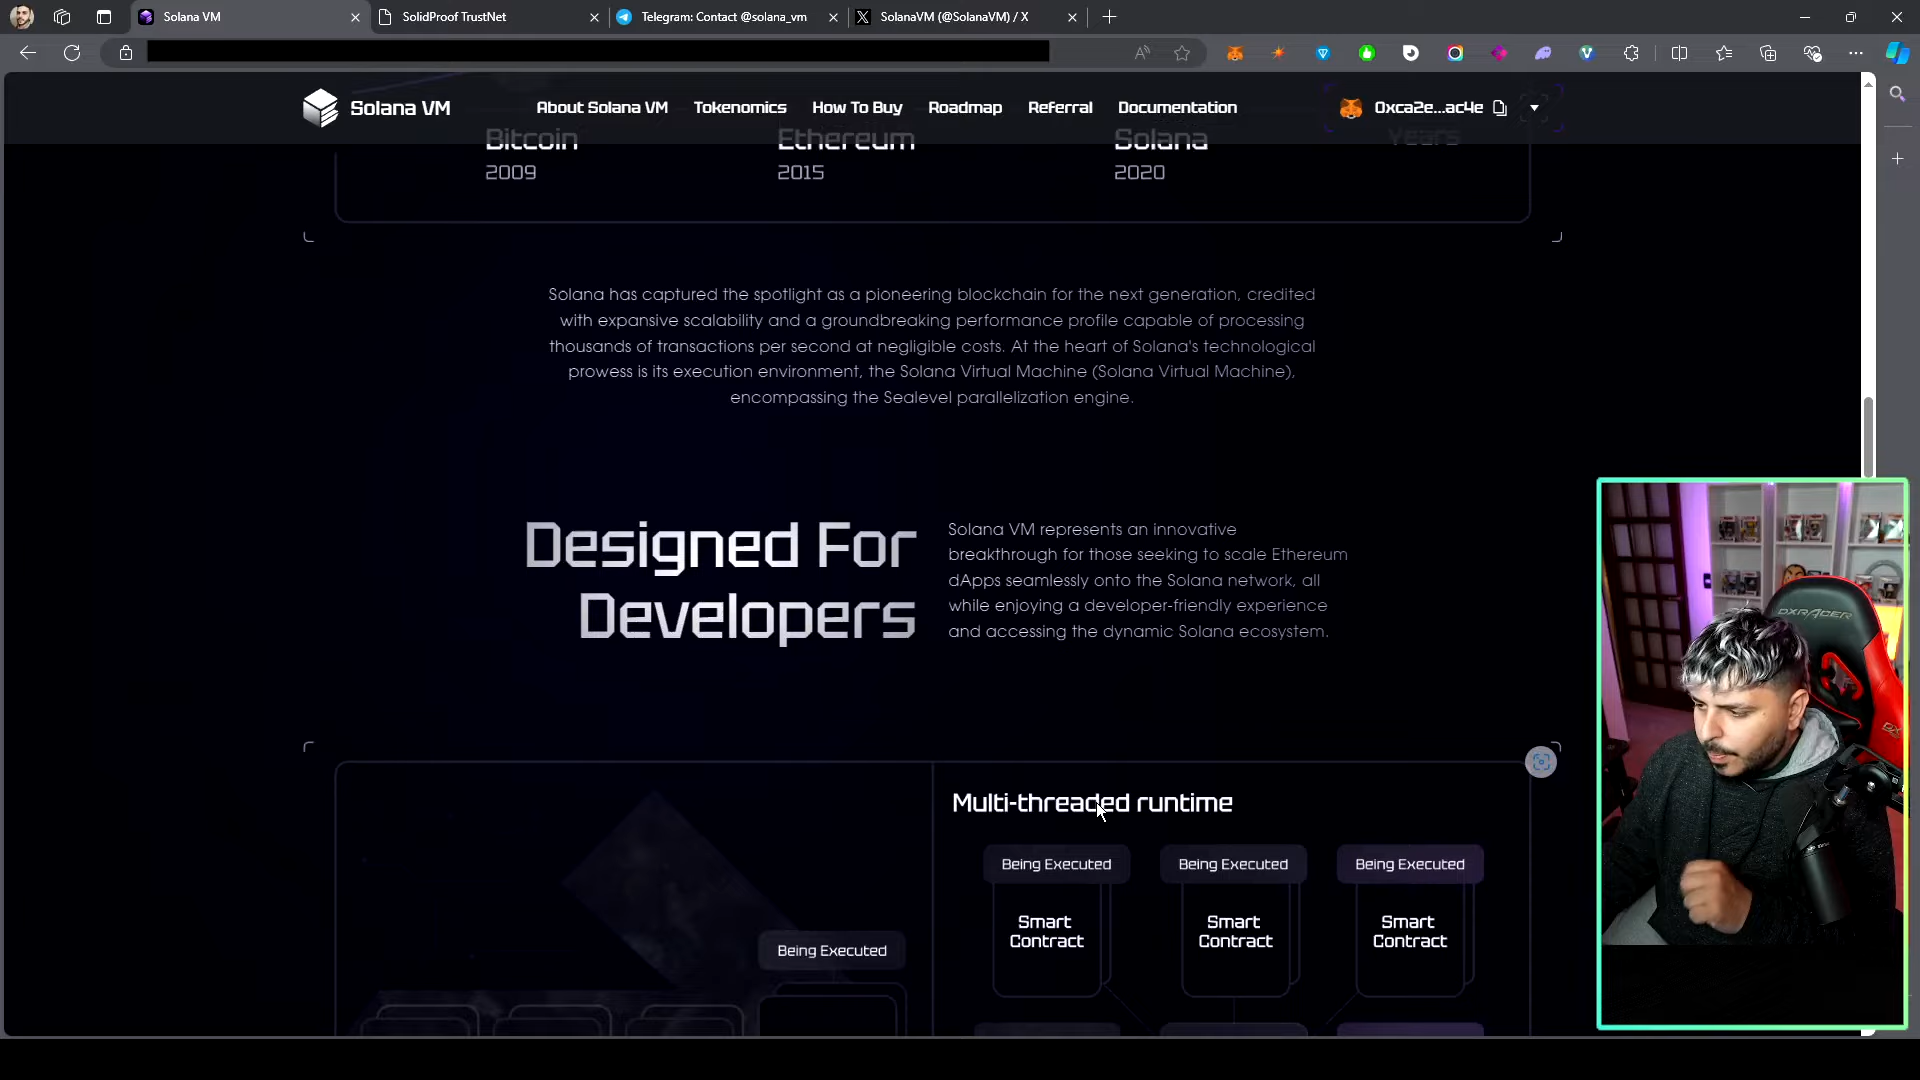 Solana VM
SolidProof TrustNet
Telegram: Contact @solana_vm
SolanaVM (@SolanaVM) / X
Solana VM
About Solana VM
Tokenomics
How To Buy
Roadmap
Referral
Documentation
0xca2e...ac4e
Bitcoin
2009
Ethereum
2015
Solana
2020
Years
Solana has captured the spotlight as a pioneering blockchain for the next generation, credited
with expansive scalability and a groundbreaking performance profile capable of processing
thousands of transactions per second at negligible costs. At the heart of Solana's technological
prowess is its execution environment, the Solana Virtual Machine (Solana Virtual Machine),
encompassing the Sealevel parallelization engine.
Designed For
Developers
Solana VM represents an innovative
breakthrough for those seeking to scale Ethereum
dApps seamlessly onto the Solana network, all
while enjoying a developer-friendly experience
and accessing the dynamic Solana ecosystem.
Multi-threaded runtime
Being Executed
Being Executed
Being Executed
Smart
Contract
Smart
Contract
Smart
Contract
Being Executed
DXRACER